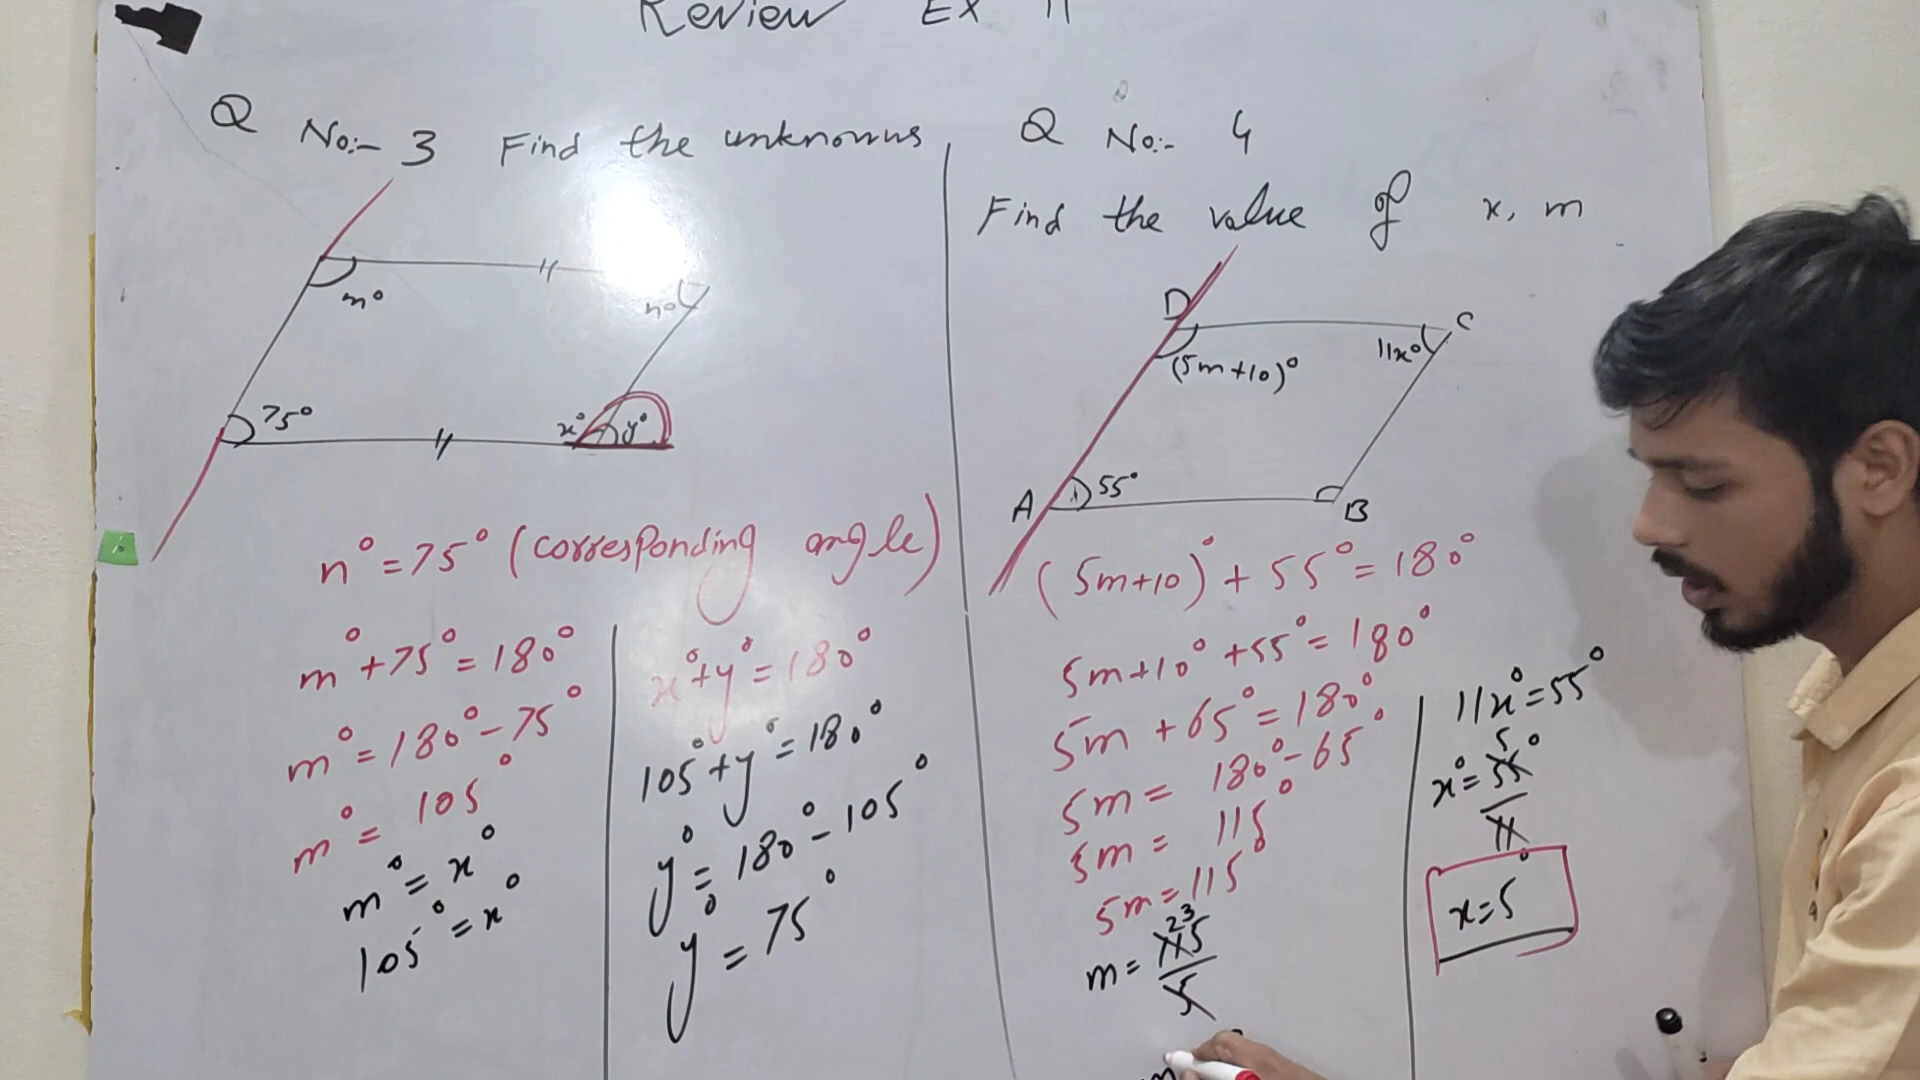 Review Ex 11
Q No:- 3 Find the unknowns
m°
n°
75°
x° y°
n° = 75° (corresponding angle)
m° + 75° = 180°
m° = 180° - 75°
m° = 105°
m° = x°
105° = x°
x° + y° = 180°
105° + y° = 180°
y° = 180° - 105°
y° = 75°
Q No:- 4
Find the value of x, m
D
C
(5m+10)°
11x°
A
55°
B
(5m+10)° + 55° = 180°
5m+10° + 55° = 180°
5m + 65° = 180°
5m = 180° - 65°
5m = 115°
5m = 115°
23
m = 115
5
11x° = 55°
5
x° = 55°
11
x = 5°